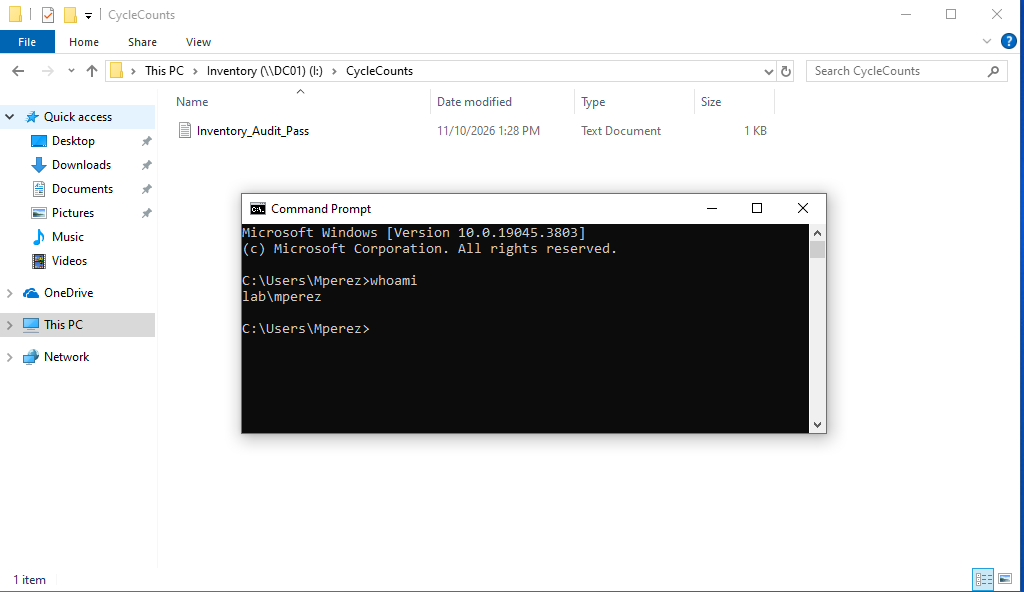 CycleCounts
File Home Share View
This PC > Inventory (\\DC01) (I:) > CycleCounts
Search CycleCounts
Name Date modified Type Size
Inventory_Audit_Pass 11/10/2026 1:28 PM Text Document 1 KB
Quick access
Desktop
Downloads
Documents
Pictures
Music
Videos
OneDrive
This PC
Network
Command Prompt
Microsoft Windows [Version 10.0.19045.3803]
(c) Microsoft Corporation. All rights reserved.
C:\Users\Mperez>whoami
lab\mperez
C:\Users\Mperez>
1 item